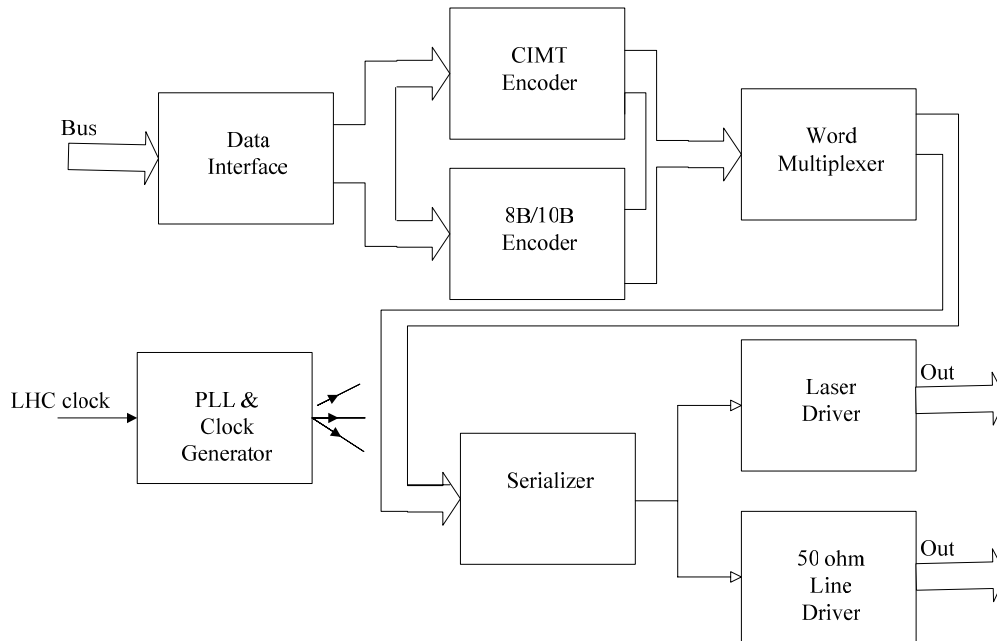 Bus
Data
Interface
CIMT
Encoder
8B/10B
Encoder
Word
Multiplexer
LHC clock
PLL &
Clock
Generator
Serializer
Laser
Driver
Out
50 ohm
Line
Driver
Out